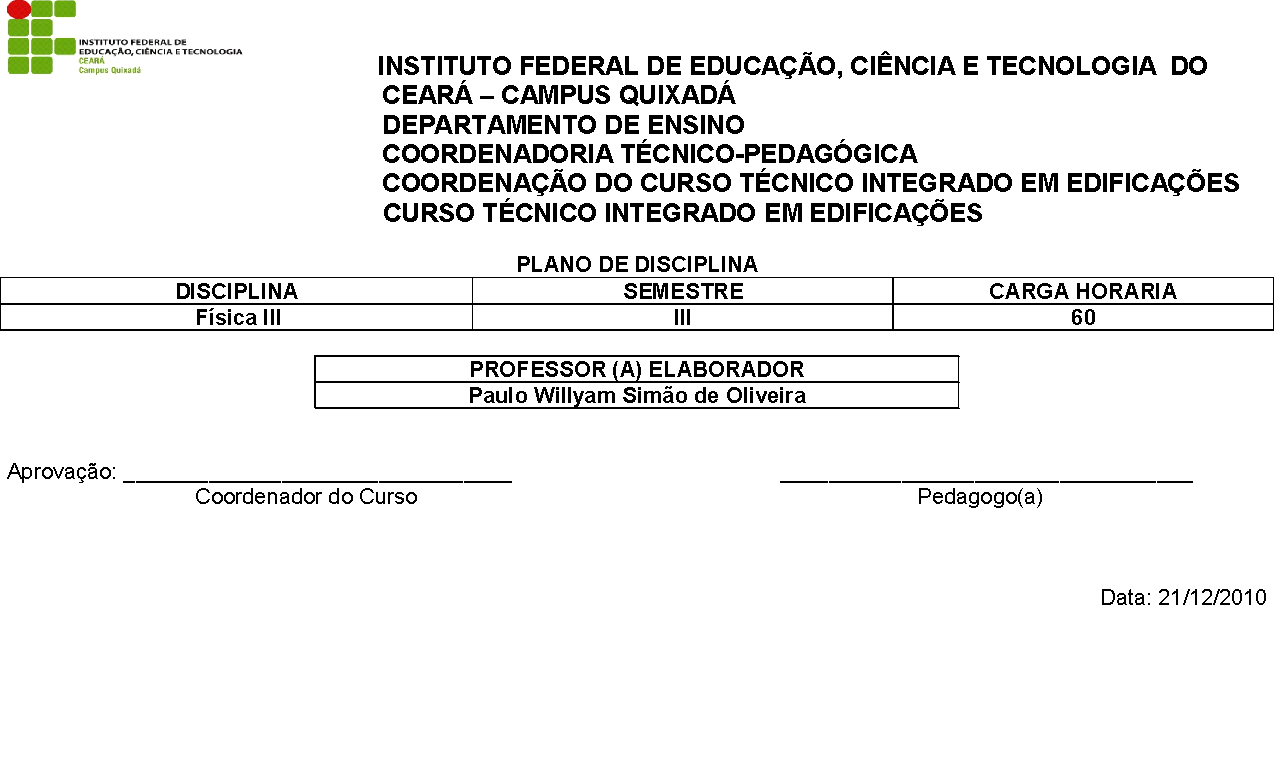 INSTITUTO FEDERAL DE
EDUCAÇÃO, CIÊNCIA E TECNOLOGIA
CEARÁ
Campus Quixadá
INSTITUTO FEDERAL DE EDUCAÇÃO, CIÊNCIA E TECNOLOGIA DO
CEARÁ – CAMPUS QUIXADÁ
DEPARTAMENTO DE ENSINO
COORDENADORIA TÉCNICO-PEDAGÓGICA
COORDENAÇÃO DO CURSO TÉCNICO INTEGRADO EM EDIFICAÇÕES
CURSO TÉCNICO INTEGRADO EM EDIFICAÇÕES
PLANO DE DISCIPLINA
DISCIPLINA SEMESTRE CARGA HORARIA
Física III III 60
PROFESSOR (A) ELABORADOR
Paulo Willyam Simão de Oliveira
Aprovação: ________________________________ __________________________________
Coordenador do Curso Pedagogo(a)
Data: 21/12/2010